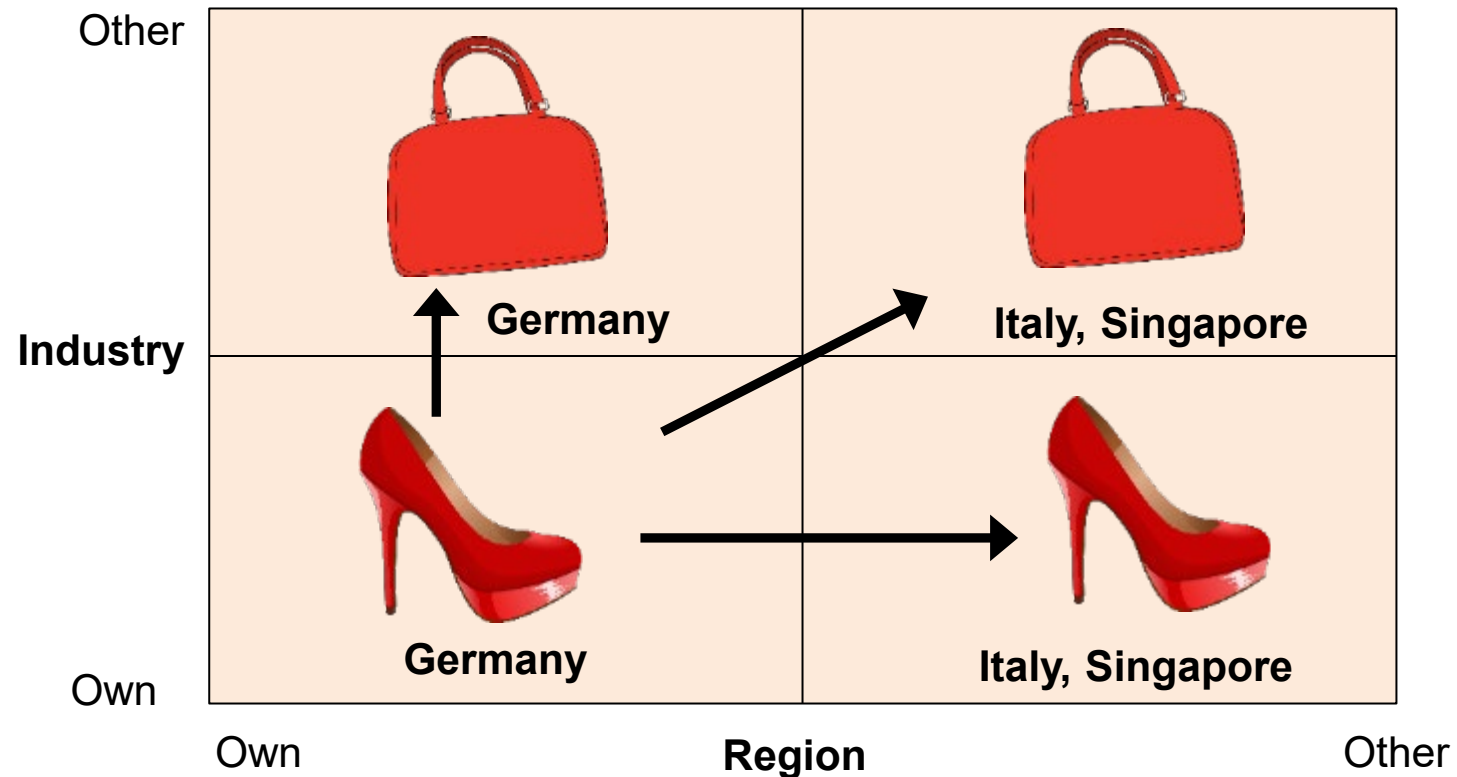 Other
Germany
Italy, Singapore
Industry
Germany
Italy, Singapore
Own
Own
Region
Other